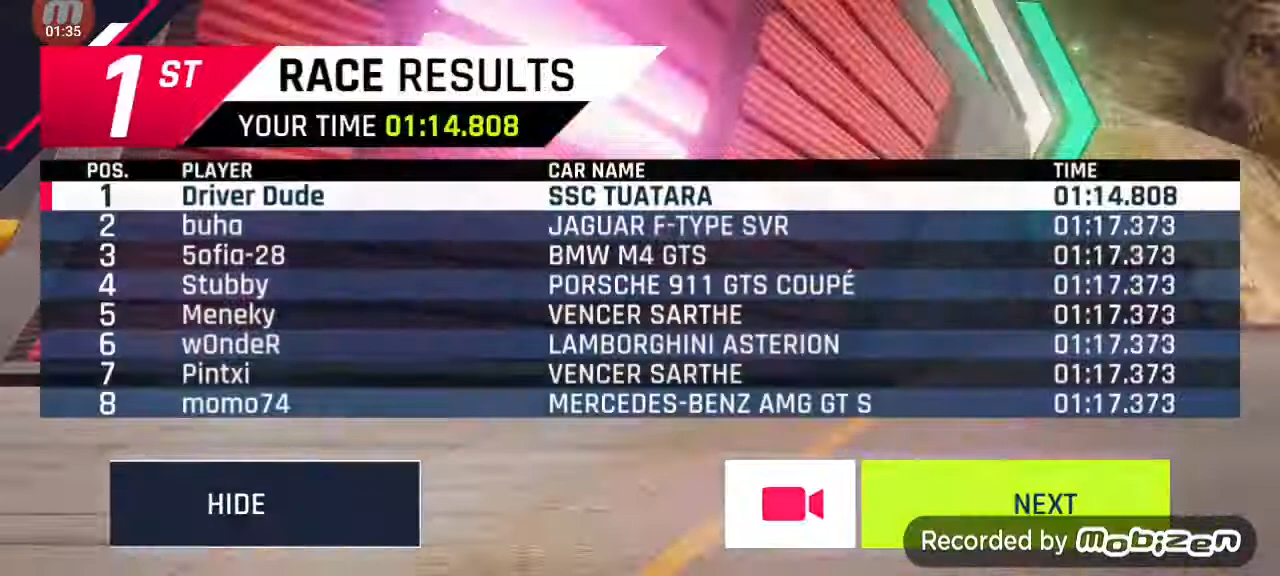 01:35
1 ST
RACE RESULTS
YOUR TIME 01:14.808
POS. PLAYER CAR NAME TIME
1 Driver Dude SSC TUATARA 01:14.808
2 buha JAGUAR F-TYPE SVR 01:17.373
3 5ofia-28 BMW M4 GTS 01:17.373
4 Stubby PORSCHE 911 GTS COUPÉ 01:17.373
5 Meneky VENCER SARTHE 01:17.373
6 w0ndeR LAMBORGHINI ASTERION 01:17.373
7 Pintxi VENCER SARTHE 01:17.373
8 momo74 MERCEDES-BENZ AMG GT S 01:17.373
HIDE
NEXT
Recorded by mobizen